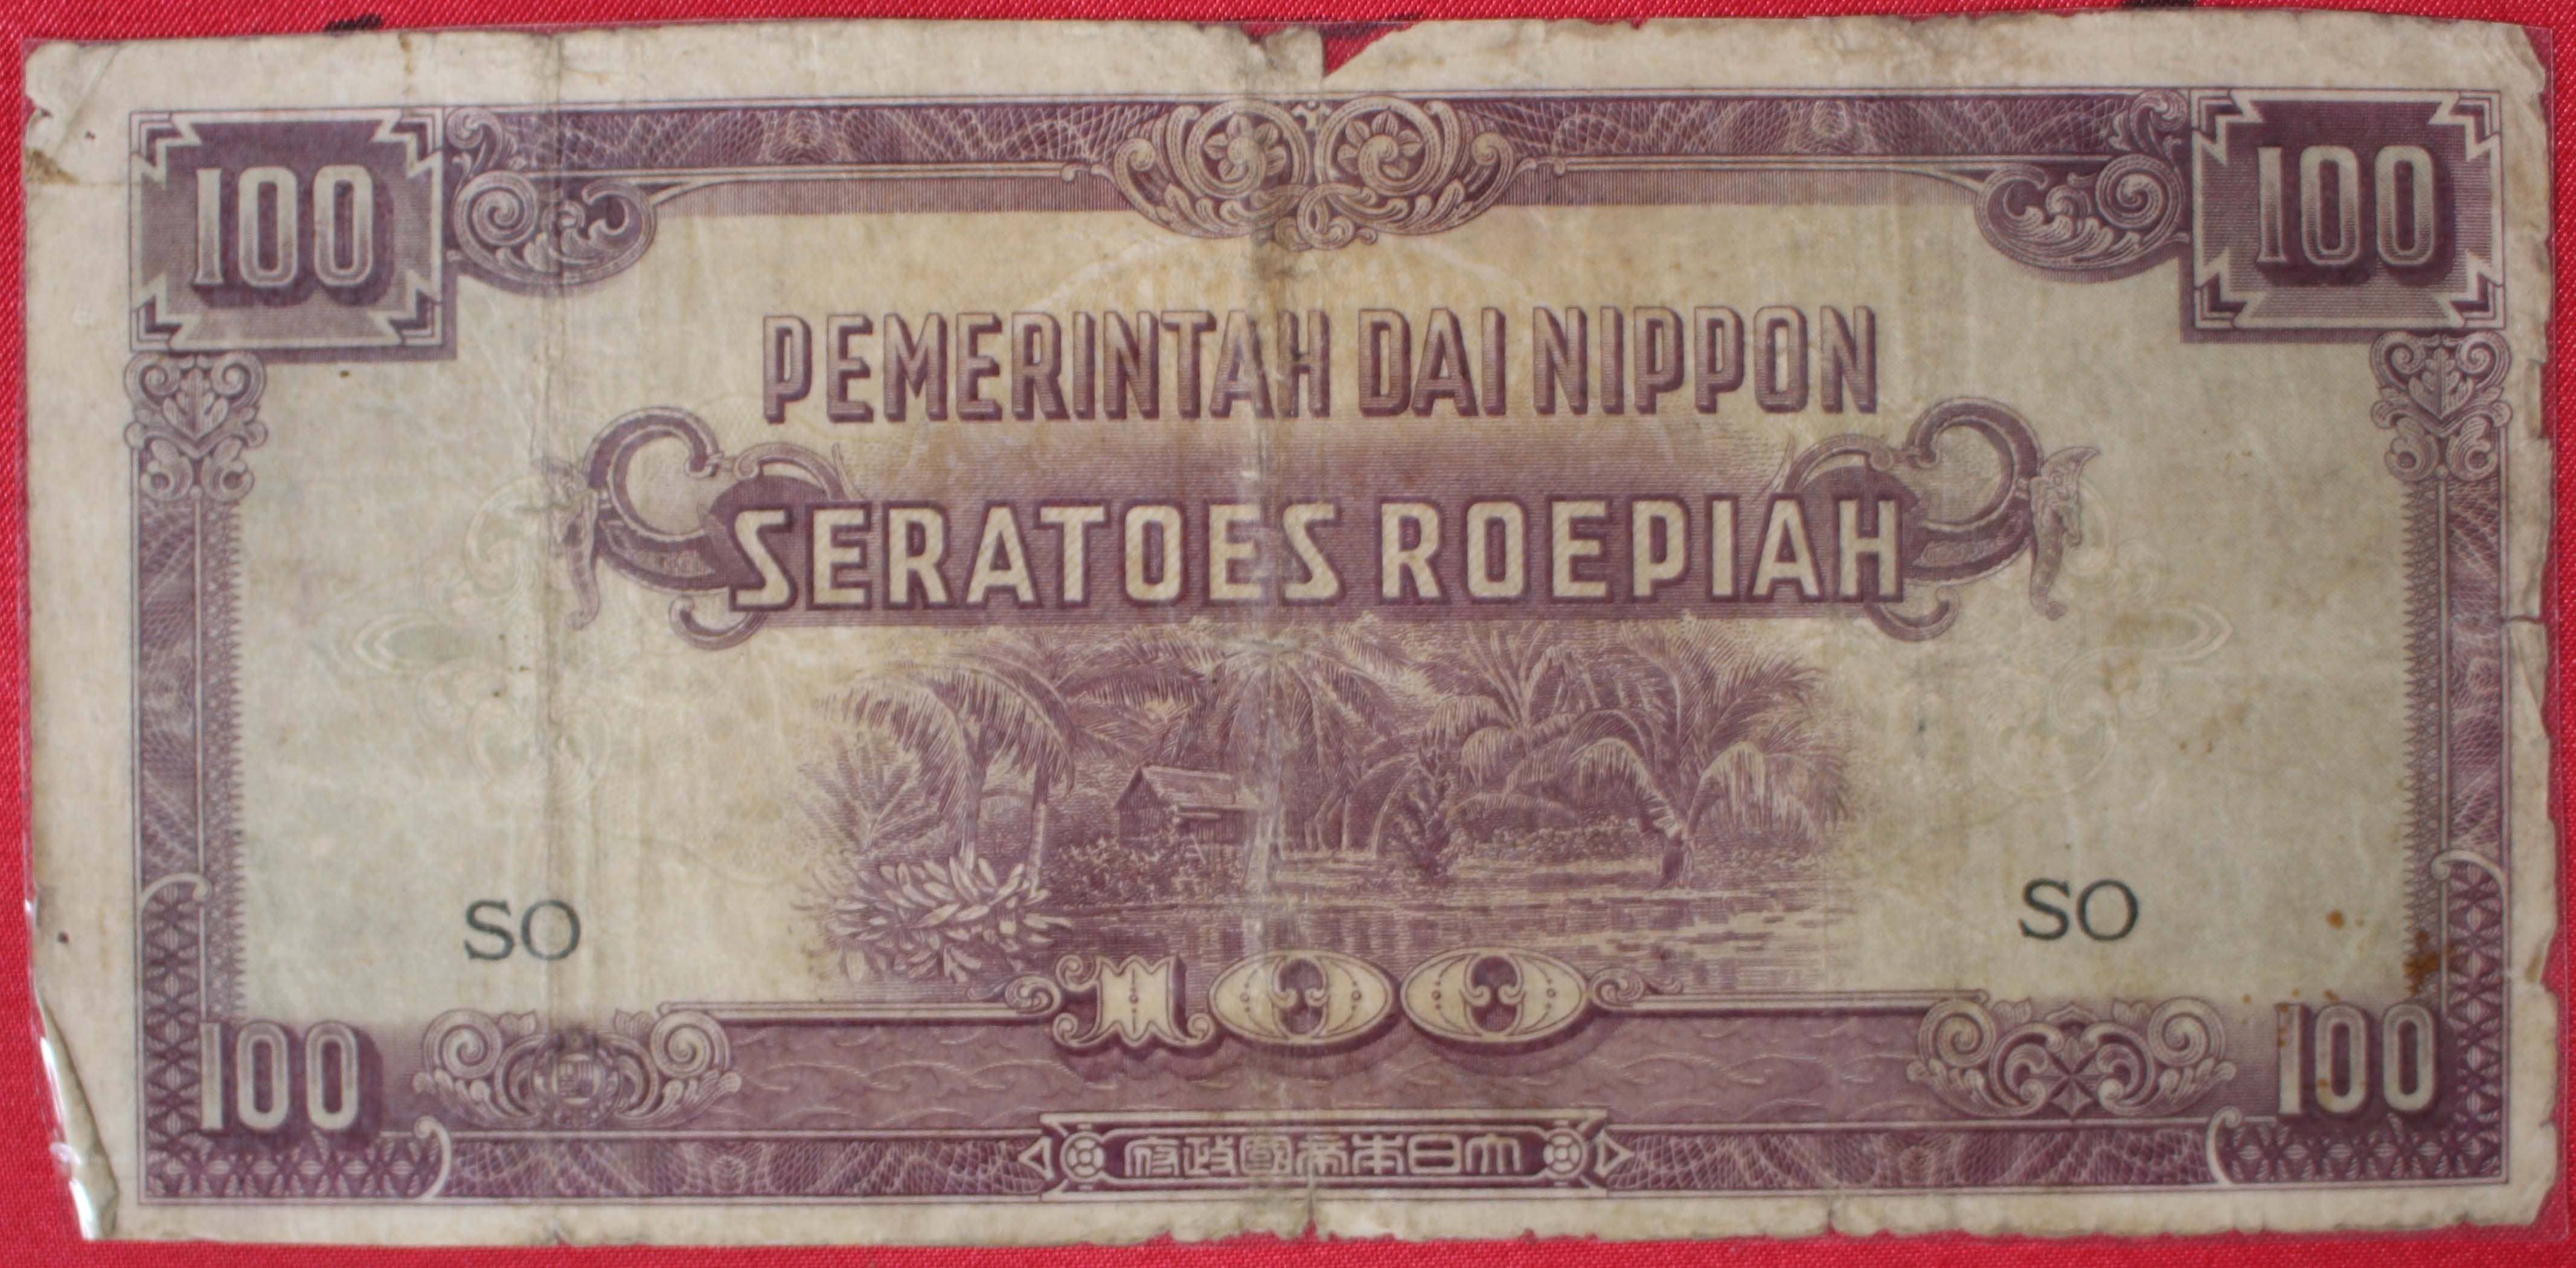 100 100
PEMERINTAH DAI NIPPON
SERATOES ROEPIAH
SO SO
100
100 100
府政國帝本日大